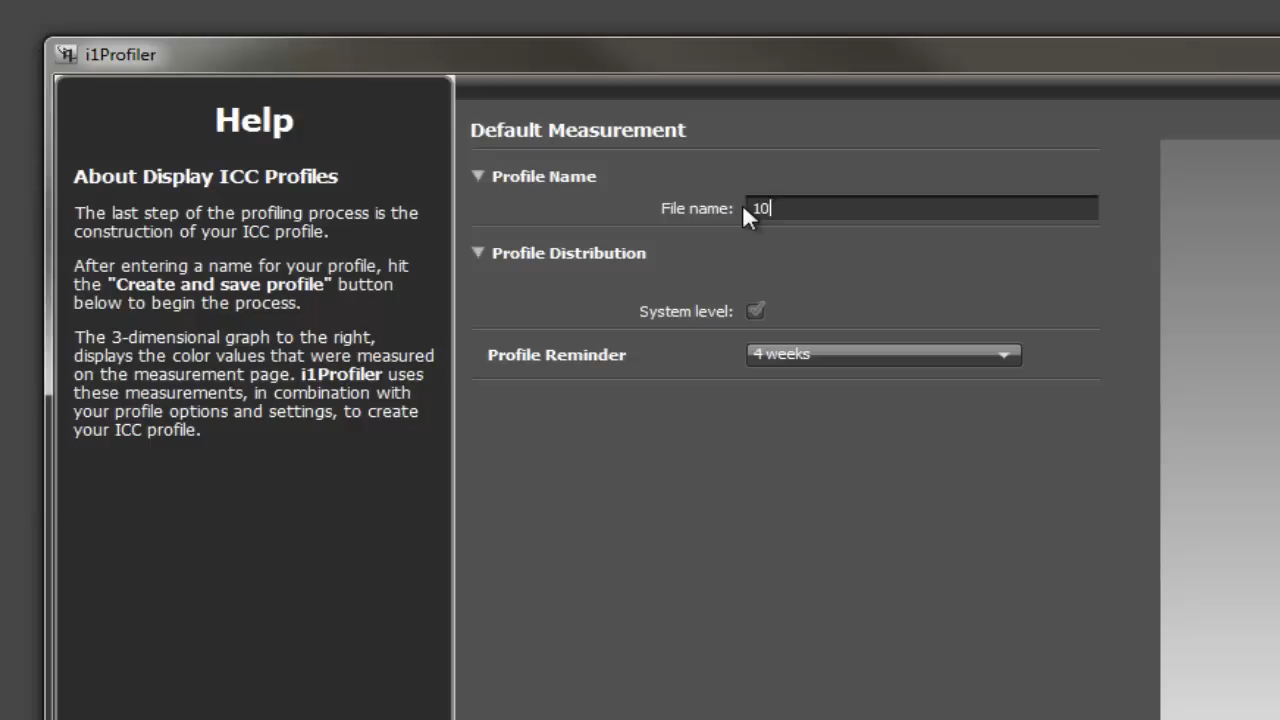 i1Profiler
Help
About Display ICC Profiles
The last step of the profiling process is the
construction of your ICC profile.
After entering a name for your profile, hit
the "Create and save profile" button
below to begin the process.
The 3-dimensional graph to the right,
displays the color values that were measured
on the measurement page. i1Profiler uses
these measurements, in combination with
your profile options and settings, to create
your ICC profile.
Default Measurement
Profile Name
File name: 10
Profile Distribution
System level:
Profile Reminder 4 weeks